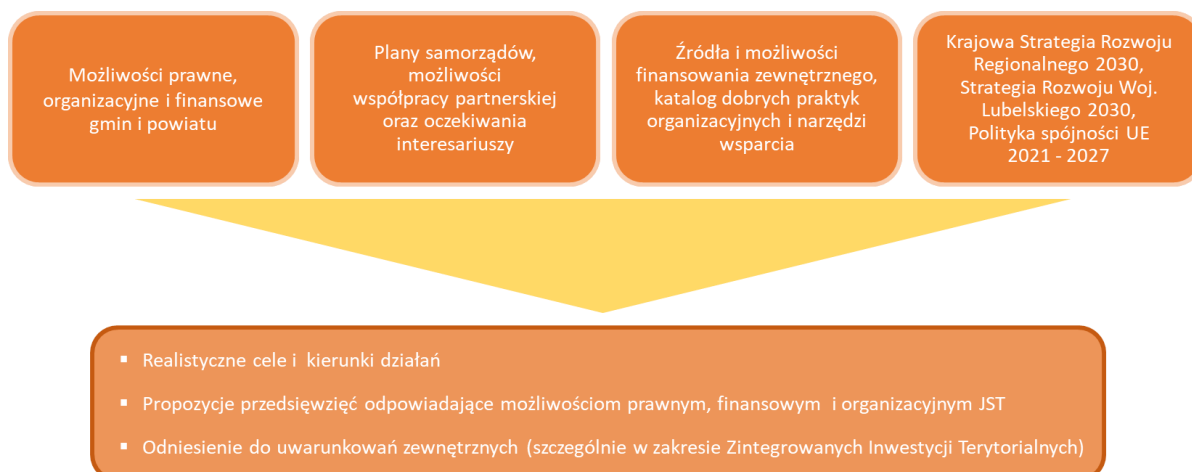 Możliwości prawne,
organizacyjne i finansowe
gmin i powiatu
Plany samorządów,
możliwości
współpracy partnerskiej
oraz oczekiwania
interesariuszy
Źródła i możliwości
finansowania zewnętrznego,
katalog dobrych praktyk
organizacyjnych i narzędzi
wsparcia
Krajowa Strategia Rozwoju
Regionalnego 2030,
Strategia Rozwoju Woj.
Lubelskiego 2030,
Polityka spójności UE
2021 - 2027
▪ Realistyczne cele i kierunki działań
▪ Propozycje przedsięwzięć odpowiadające możliwościom prawnym, finansowym i organizacyjnym JST
▪ Odniesienie do uwarunkowań zewnętrznych (szczególnie w zakresie Zintegrowanych Inwestycji Terytorialnych)